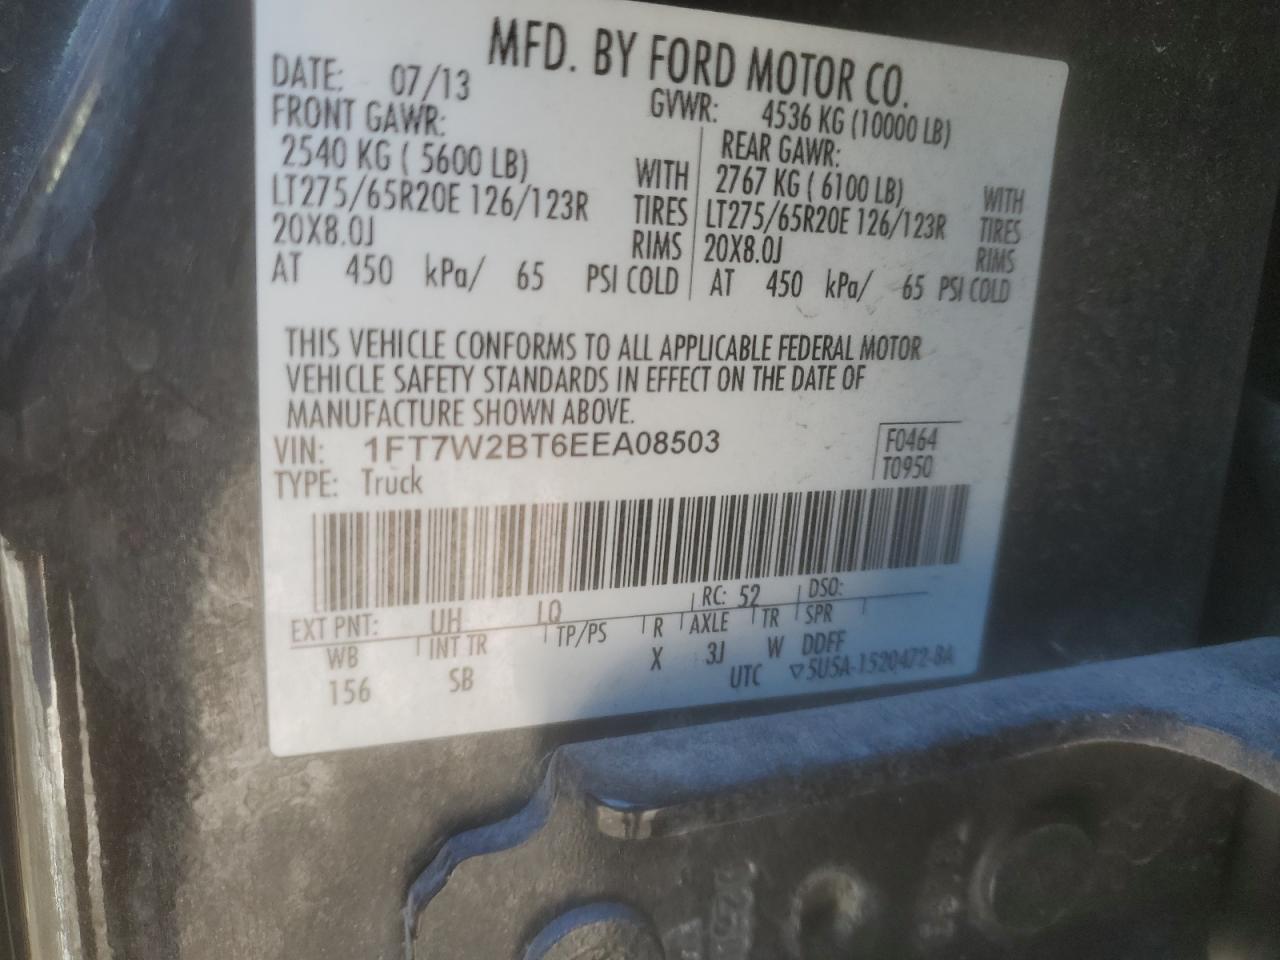 MFD. BY FORD MOTOR CO.
DATE: 07/13 GVWR: 4536 KG (10000 LB)
FRONT GAWR: REAR GAWR:
2540 KG ( 5600 LB) WITH 2767 KG ( 6100 LB) WITH
LT275/65R20E 126/123R TIRES LT275/65R20E 126/123R TIRES
20X8.0J RIMS 20X8.0J RIMS
AT 450 kPa/ 65 PSI COLD AT 450 kPa/ 65 PSI COLD
THIS VEHICLE CONFORMS TO ALL APPLICABLE FEDERAL MOTOR
VEHICLE SAFETY STANDARDS IN EFFECT ON THE DATE OF
MANUFACTURE SHOWN ABOVE.
VIN: 1FT7W2BT6EEA08503 F0464
TYPE: Truck T0950
EXT PNT: UH LQ RC: 52 DSO:
WB INT TR TP/PS R AXLE TR SPR
156 SB X 3J W DDFF
UTC ▽5U5A-1520472-BA